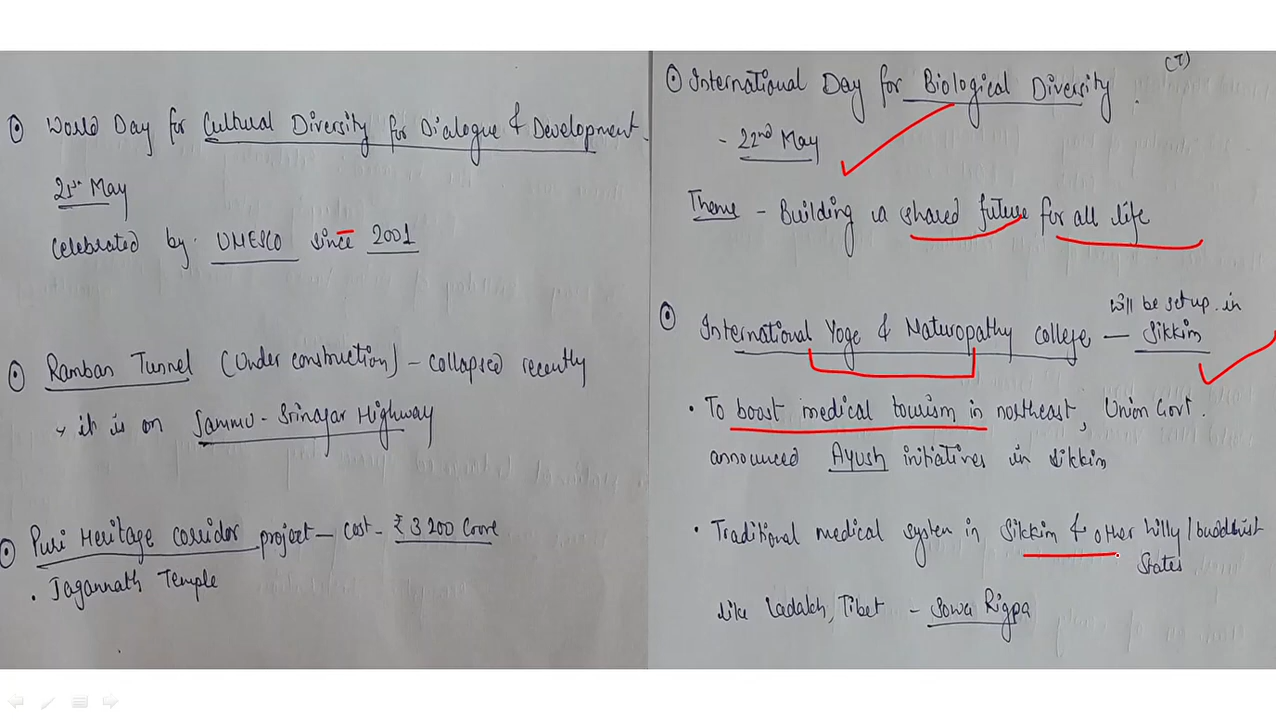 World Day for Cultural Diversity for Dialogue & Development.
21st May
Celebrated by UNESCO since 2001
Ramban Tunnel (Under construction) - collapsed recently
it is on Jammu - Srinagar Highway
Puri Heritage corridor project - cost - ₹ 3200 Crore
. Jagannath Temple
(T)
International Day for Biological Diversity.
- 22nd May
Theme - Building a shared future for all life
will be setup in
International Yoge & Naturopathy college - Sikkim
• To boost medical tourism in northeast, Union Govt.
announced Ayush initiatives in Sikkim
• Traditional medical system in Sikkim & other hilly/buddhist
States
like Ladakh, Tibet - Sowa Rigpa